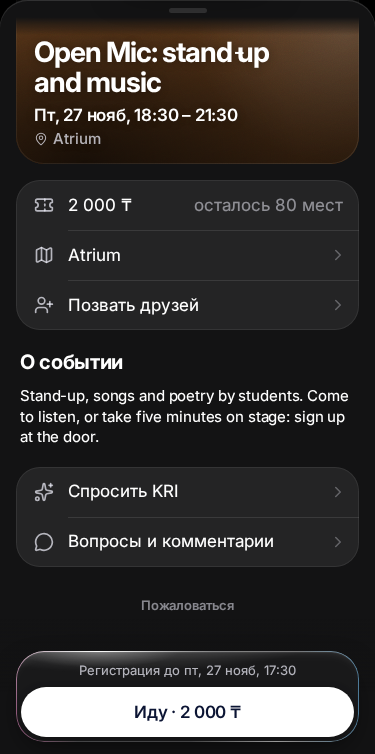 Open Mic: stand-up
and music
Пт, 27 нояб, 18:30 – 21:30
Atrium
2 000 ₸
осталось 80 мест
Atrium
Позвать друзей
О событии
Stand-up, songs and poetry by students. Come
to listen, or take five minutes on stage: sign up
at the door.
Спросить KRI
Вопросы и комментарии
Пожаловаться
Регистрация до пт, 27 нояб, 17:30
Иду · 2 000 ₸